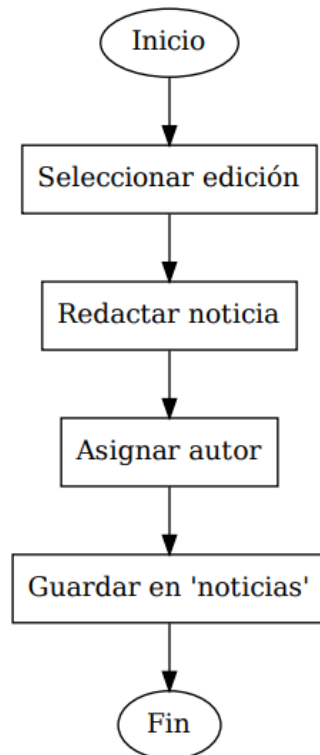 Inicio
Seleccionar edición
Redactar noticia
Asignar autor
Guardar en 'noticias'
Fin